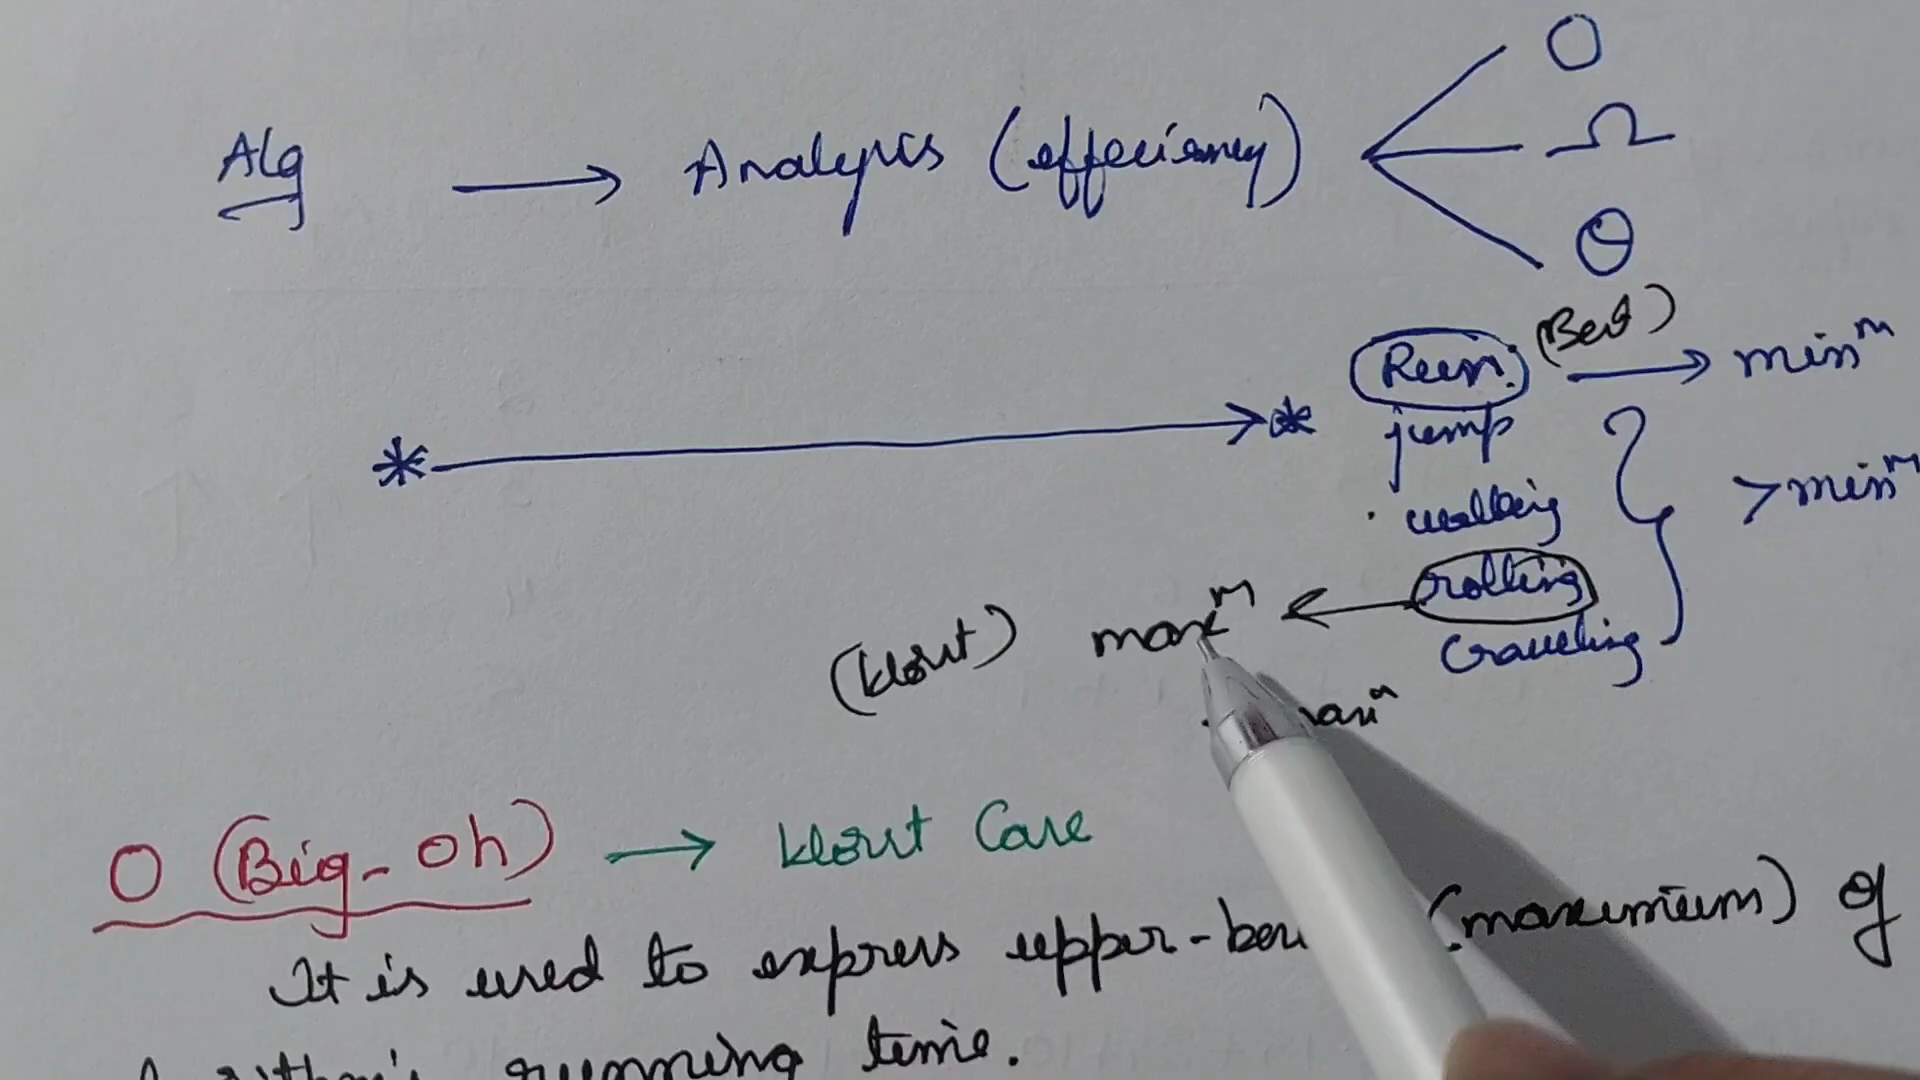 Alg → Analysis (effeciency)
O
Ω
Θ
* → *
Run (Best) → minᵐ
jump
walking
> minᵐ
rolling
crawling
(Worst) maxᵐ ←
O (Big-Oh) → Worst Case
It is used to express upper- (maximum) of
running time.